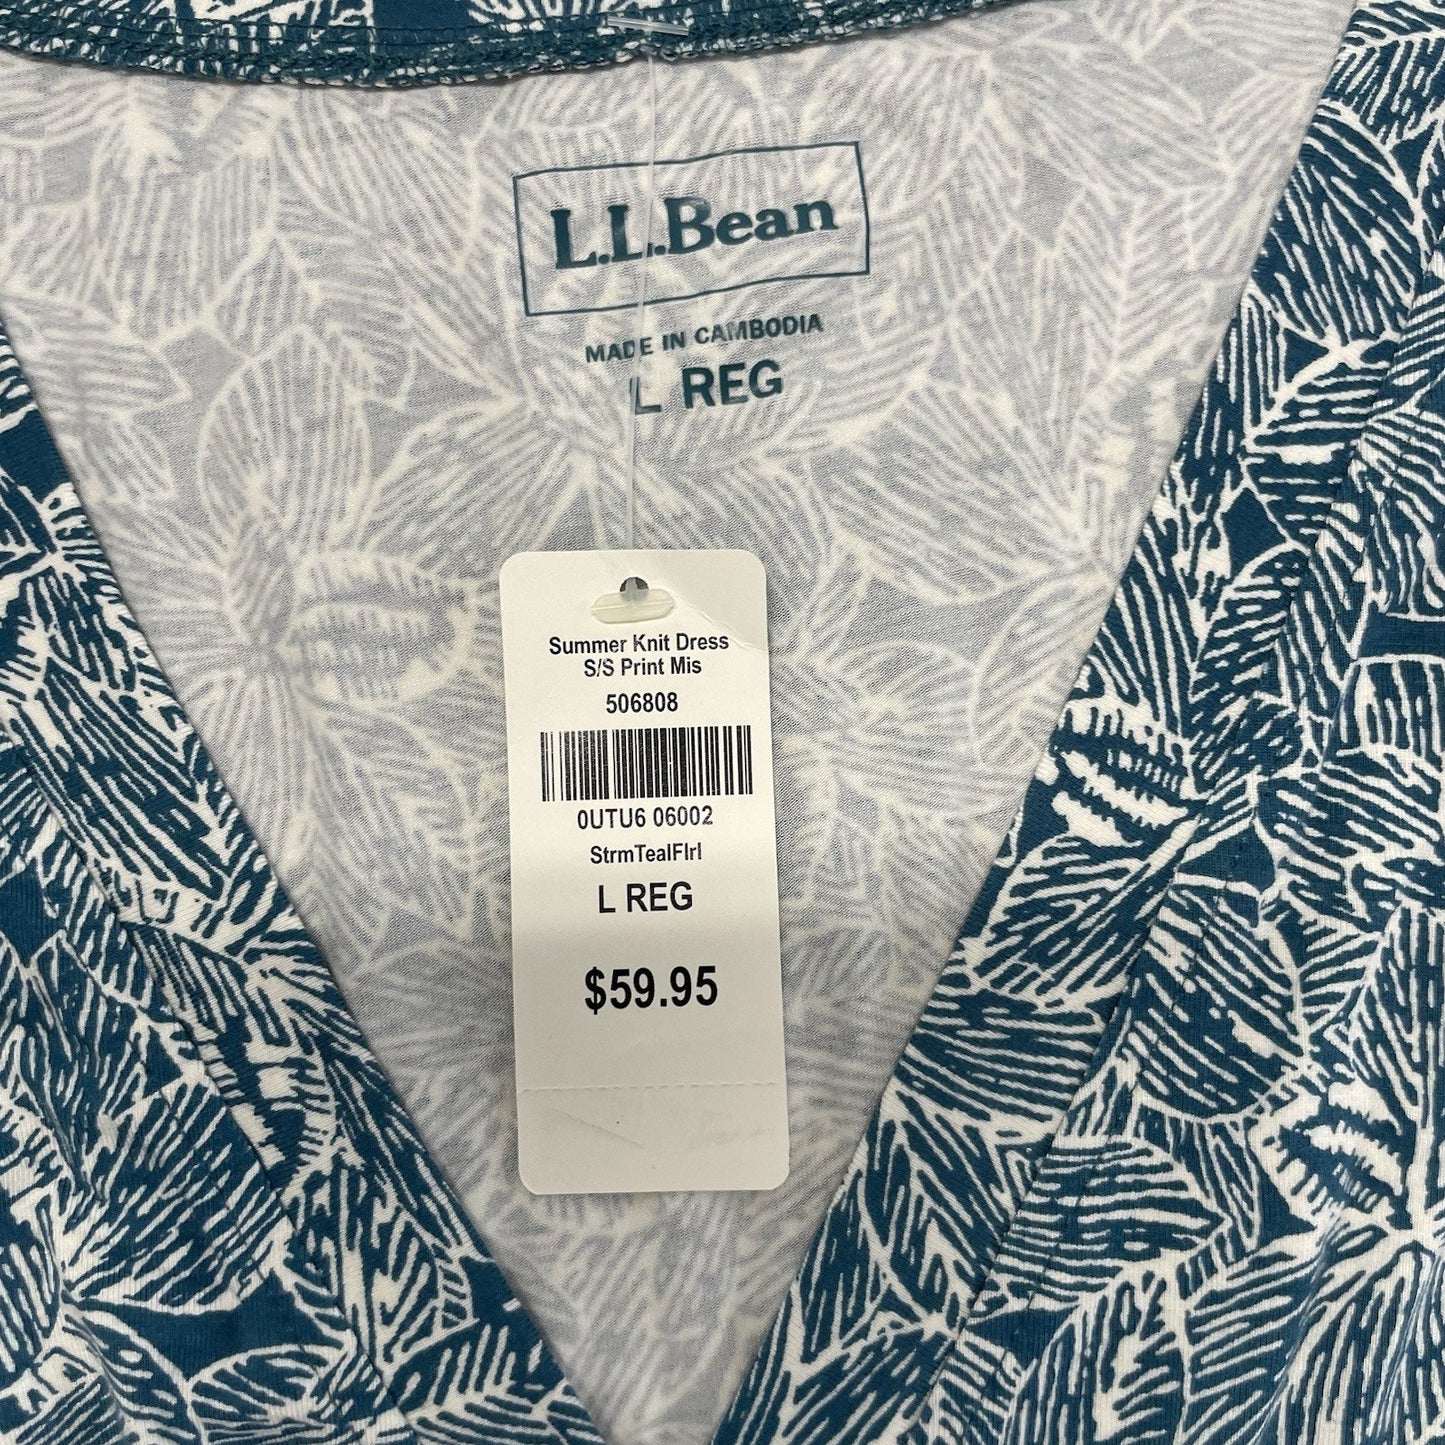 L.L.Bean
MADE IN CAMBODIA
L REG
Summer Knit Dress
S/S Print Mis
506808
0UTU6 06002
StrmTealFlrl
L REG
$59.95